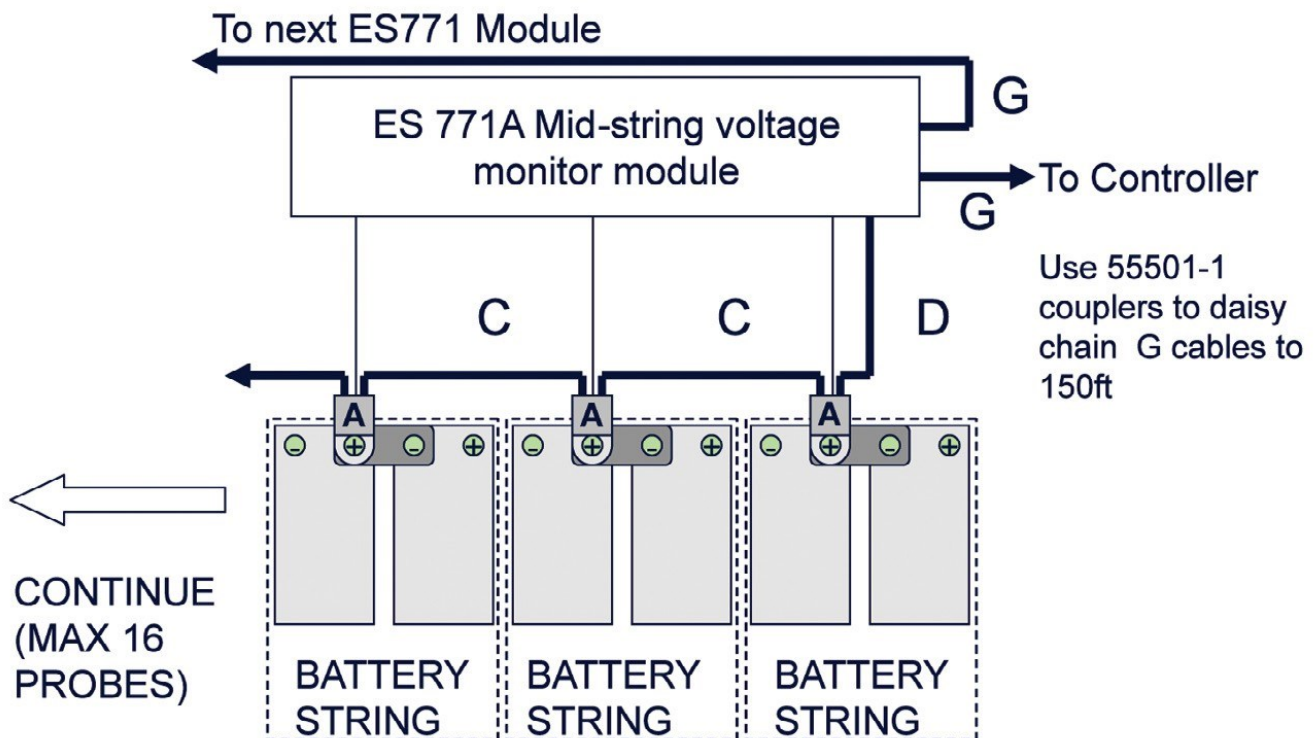 To next ES771 Module
G
ES 771A Mid-string voltage
monitor module
To Controller
G
Use 55501-1
couplers to daisy
chain G cables to
150ft
C
C
D
A
A
A
- + - +
- + - +
- + - +
CONTINUE
(MAX 16
PROBES)
BATTERY
STRING
BATTERY
STRING
BATTERY
STRING